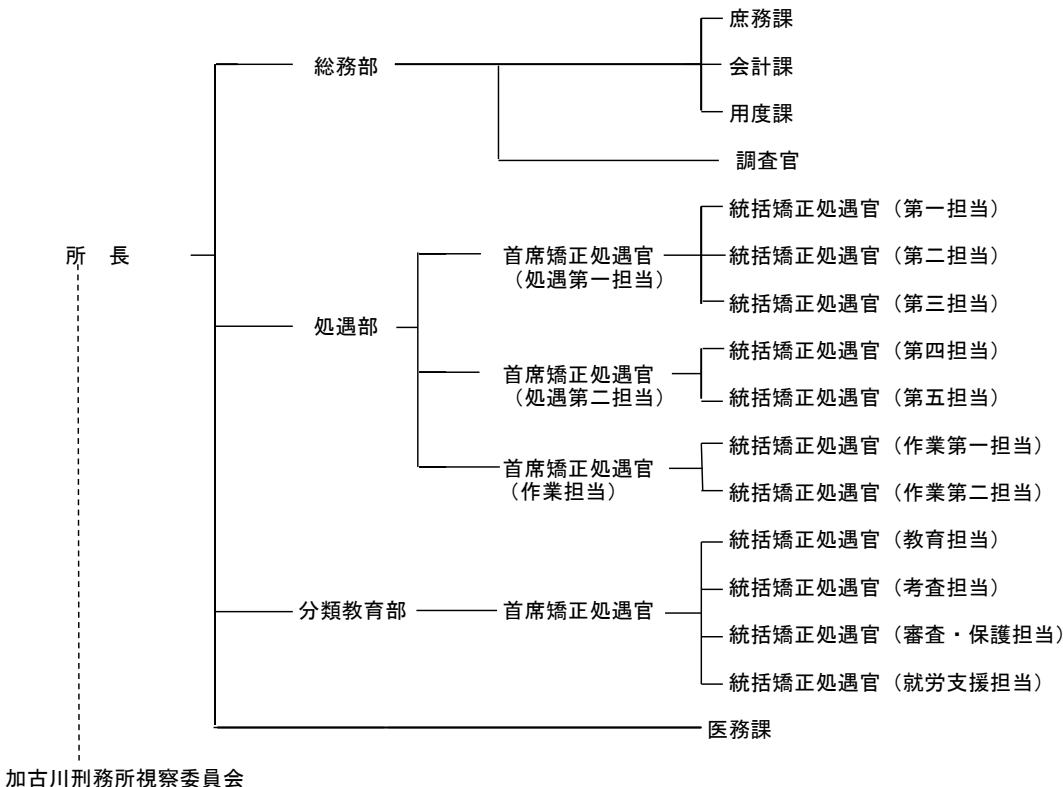 庶務課
総務部
会計課
用度課
調査官
統括矯正処遇官（第一担当）
所　長
首席矯正処遇官
（処遇第一担当）
統括矯正処遇官（第二担当）
統括矯正処遇官（第三担当）
処遇部
統括矯正処遇官（第四担当）
首席矯正処遇官
（処遇第二担当）
統括矯正処遇官（第五担当）
統括矯正処遇官（作業第一担当）
首席矯正処遇官
（作業担当）
統括矯正処遇官（作業第二担当）
統括矯正処遇官（教育担当）
統括矯正処遇官（考査担当）
分類教育部
首席矯正処遇官
統括矯正処遇官（審査・保護担当）
統括矯正処遇官（就労支援担当）
医務課
加古川刑務所視察委員会